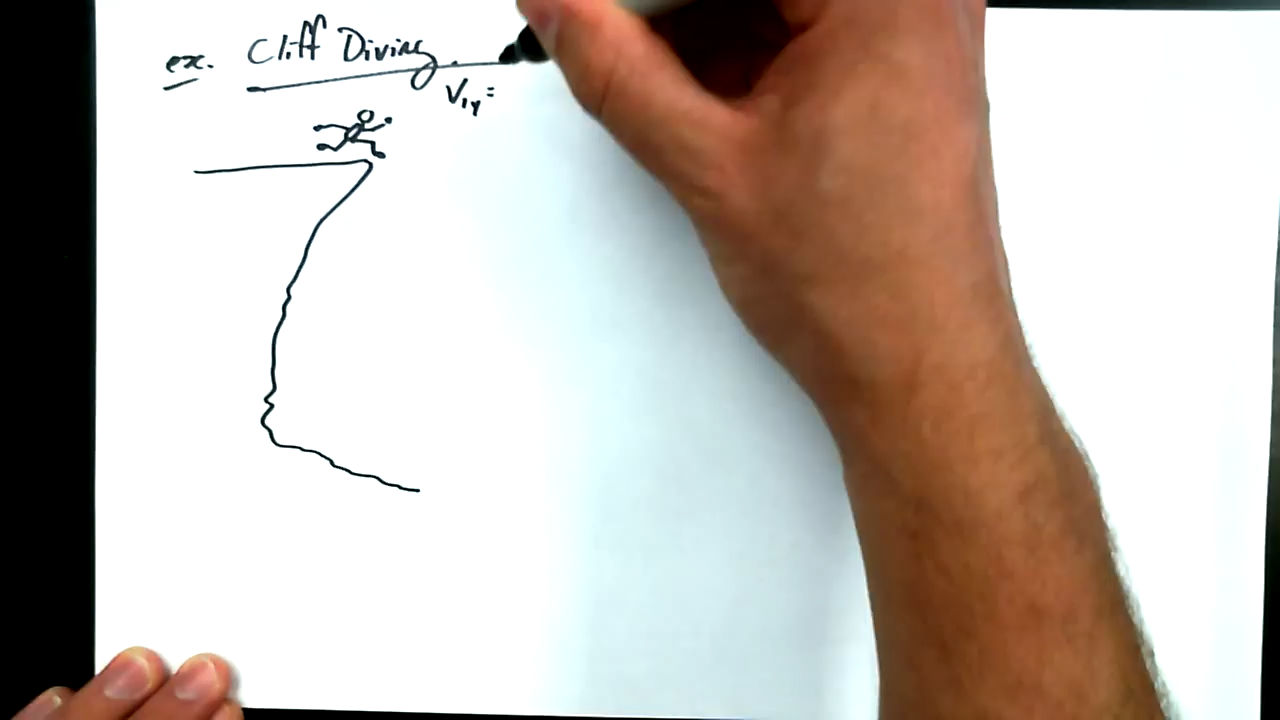 ex. Cliff Diving
V1y =